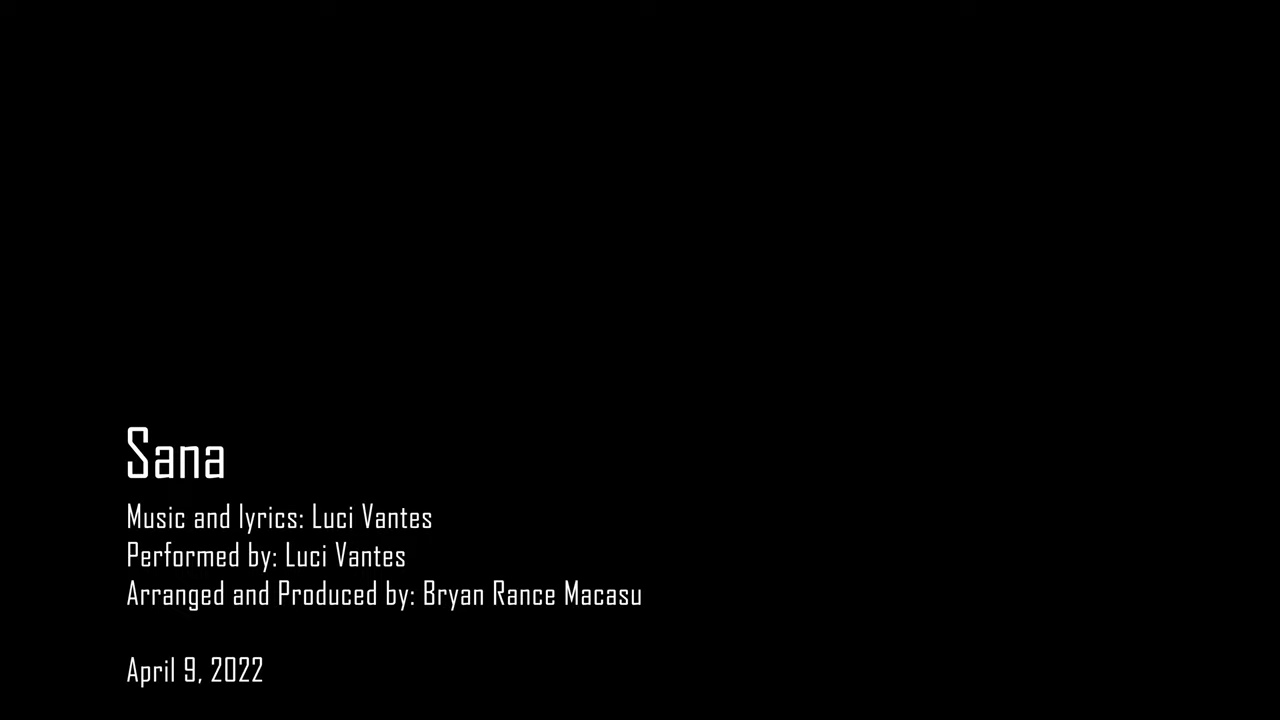 Sana
Music and lyrics: Luci Vantes
Performed by: Luci Vantes
Arranged and Produced by: Bryan Rance Macasu
April 9, 2022